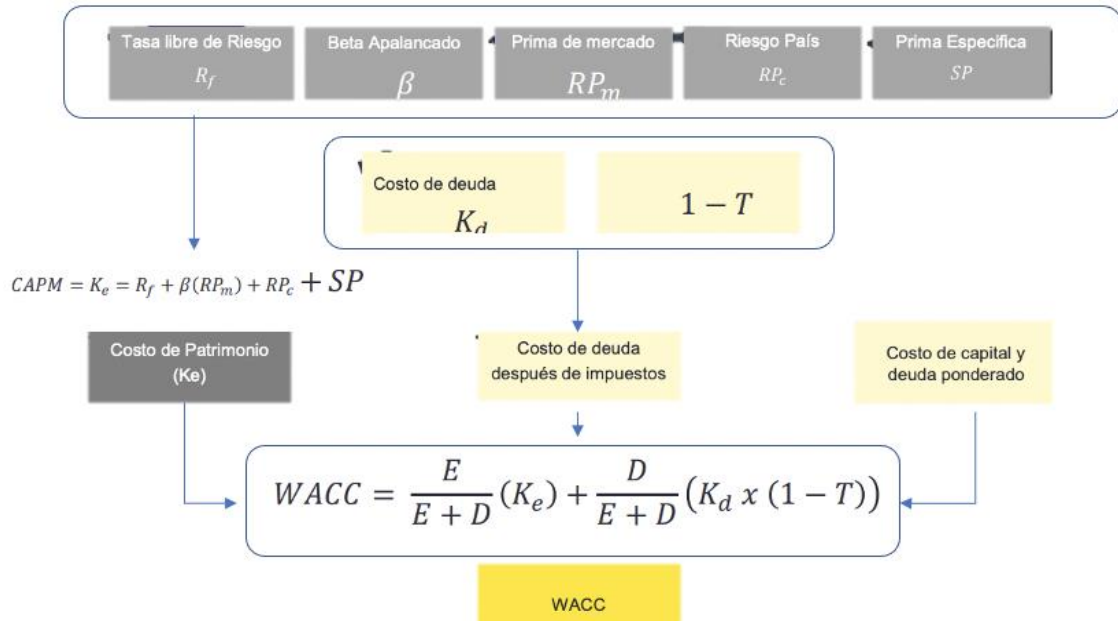 Tasa libre de Riesgo
R_f
Beta Apalancado
β
Prima de mercado
RP_m
Riesgo País
RP_c
Prima Especifica
SP
Costo de deuda
K_d
1 − T
CAPM = K_e = R_f + β(RP_m) + RP_c + SP
Costo de Patrimonio
(Ke)
Costo de deuda
después de impuestos
Costo de capital y
deuda ponderado
WACC = E/(E + D) (K_e) + D/(E + D) (K_d x (1 − T))
WACC